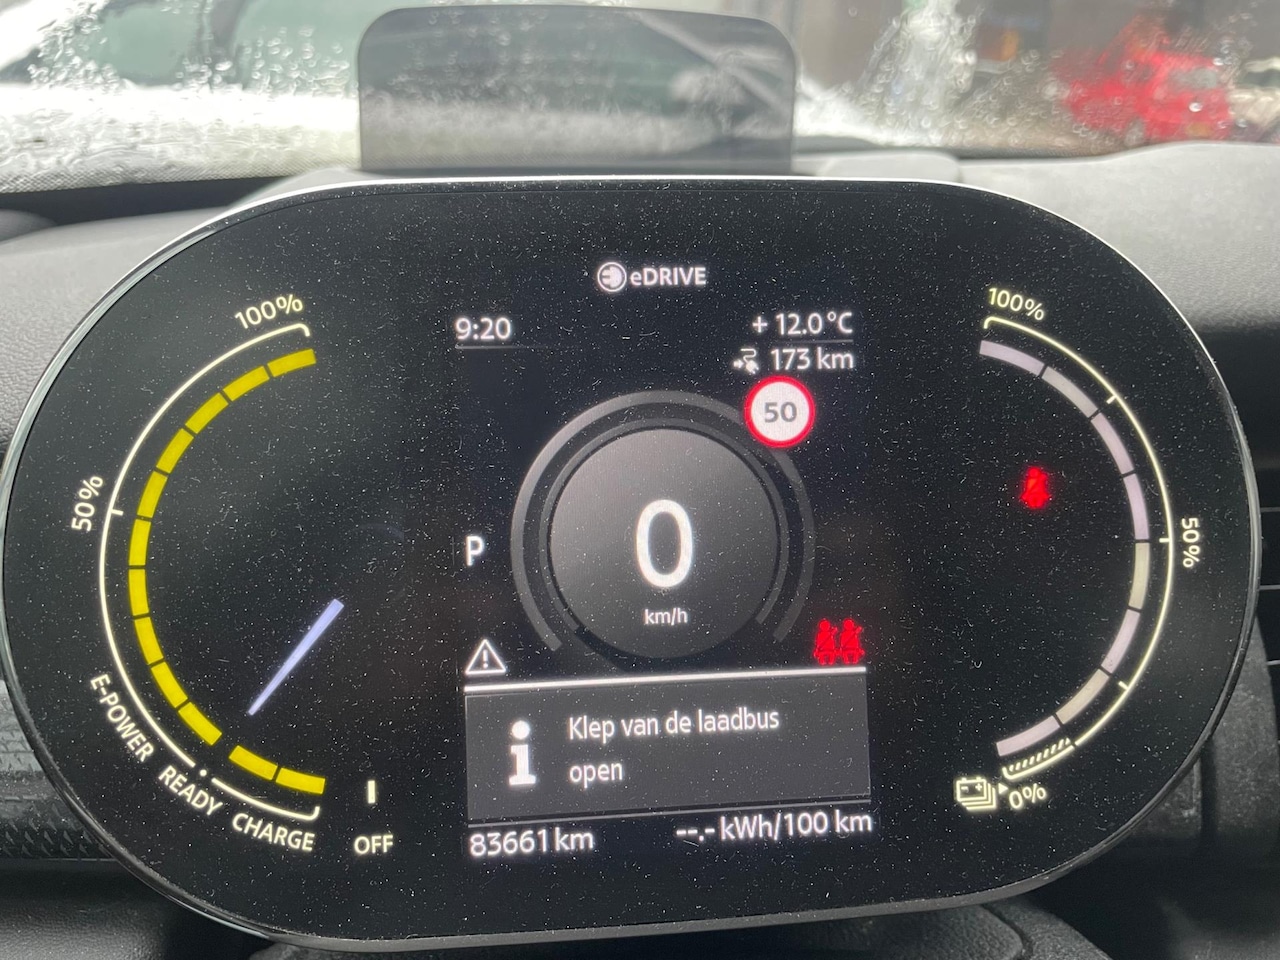 eDRIVE
9:20
+ 12.0 °C
173 km
50
100%
50%
0
km/h
P
E-POWER
READY
CHARGE
OFF
100%
50%
0%
Klep van de laadbus
open
83661 km
--.- kWh/100 km